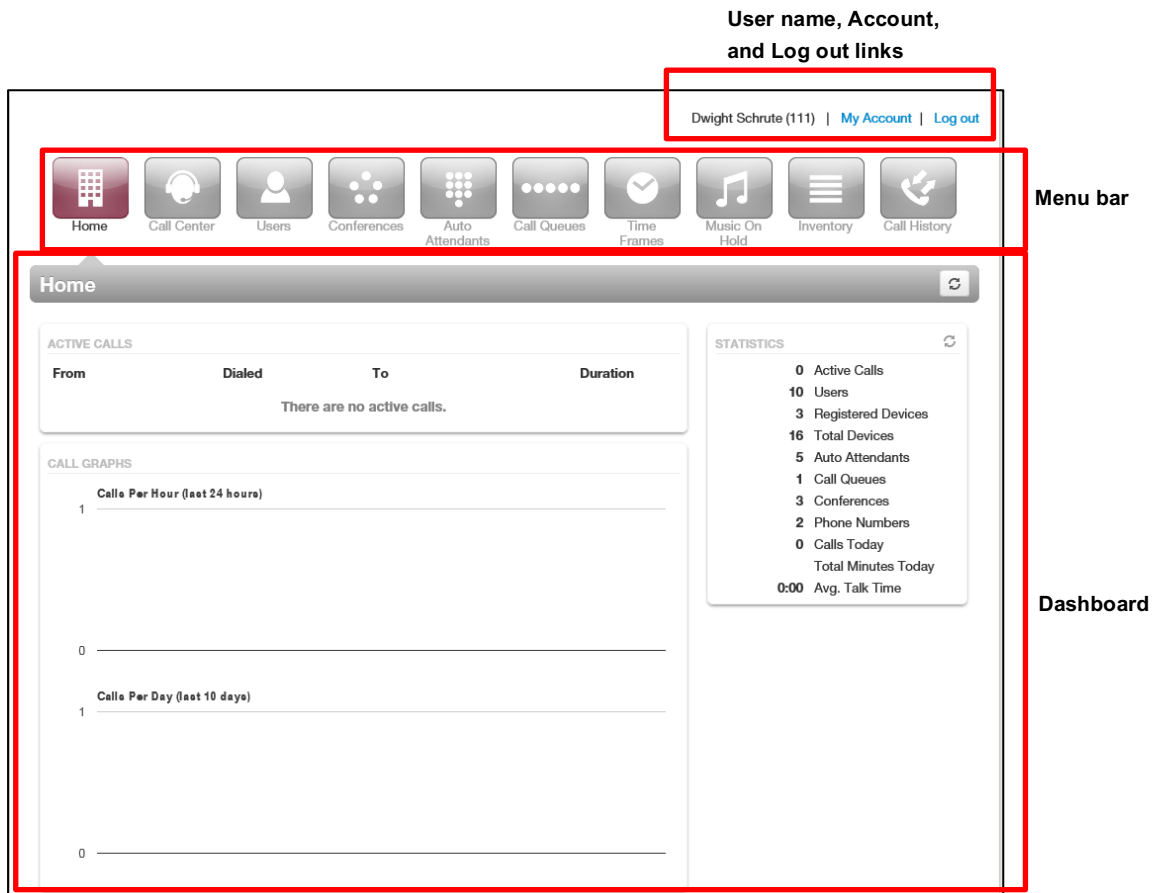 User name, Account,
and Log out links
Dwight Schrute (111) | My Account | Log out
Home
Call Center
Users
Conferences
Auto
Attendants
Call Queues
Time
Frames
Music On
Hold
Inventory
Call History
Menu bar
Home
ACTIVE CALLS
From Dialed To Duration
There are no active calls.
STATISTICS
0 Active Calls
10 Users
3 Registered Devices
16 Total Devices
5 Auto Attendants
1 Call Queues
3 Conferences
2 Phone Numbers
0 Calls Today
Total Minutes Today
0:00 Avg. Talk Time
CALL GRAPHS
Calls Per Hour (last 24 hours)
1
0
Calls Per Day (last 10 days)
1
0
Dashboard